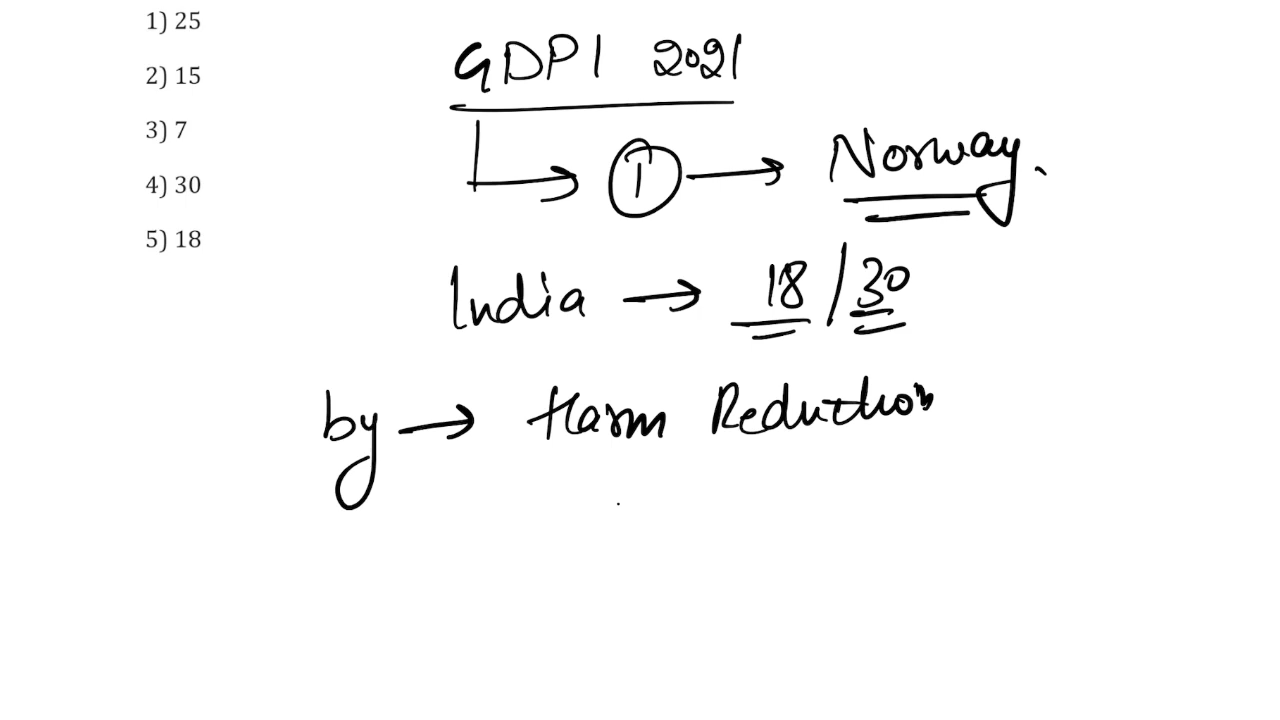 1) 25
2) 15
3) 7
4) 30
5) 18
GDPI 2021
→ 1 → Norway.
India → 18/30
by → Harm Reduction